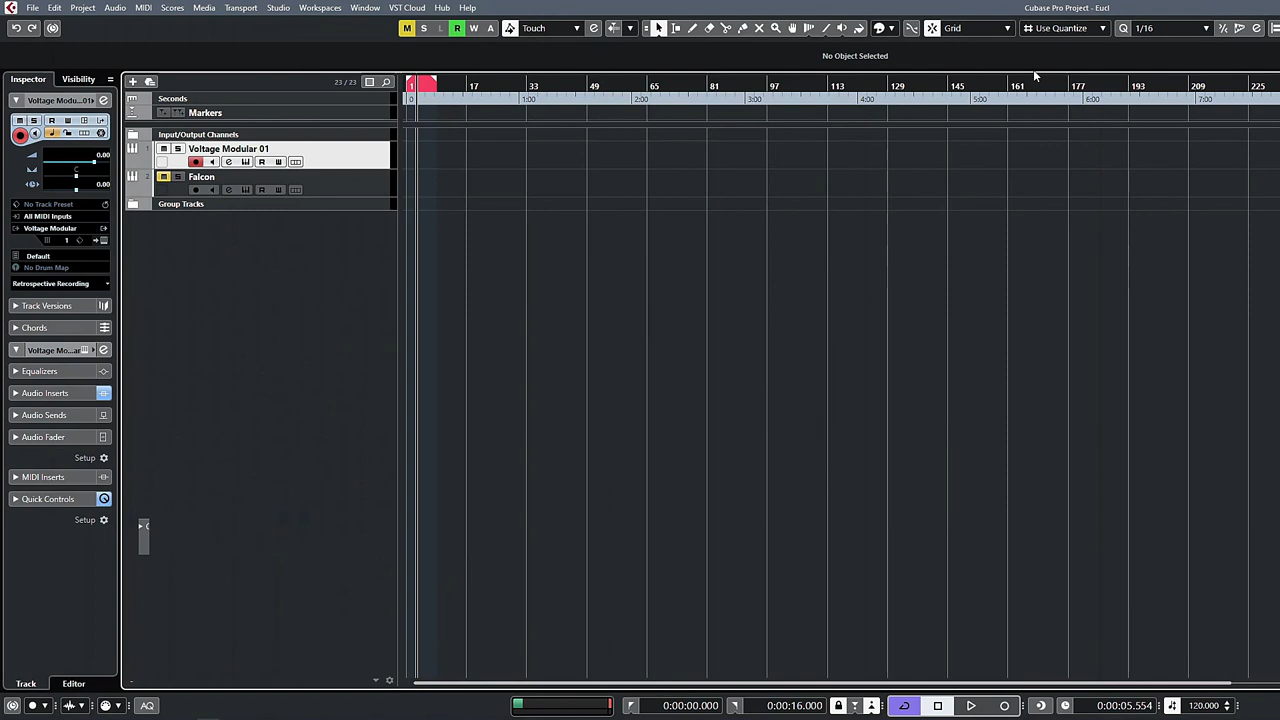 File Edit Project Audio MIDI Scores Media Transport Studio Workspaces Window VST Cloud Hub Help
Cubase Pro Project - Eucl
M S L R W A Touch Grid Use Quantize Q 1/16
No Object Selected
Inspector Visibility
23 / 23
1 17 33 49 65 81 97 113 129 145 161 177 193 209 225
0 1:00 2:00 3:00 4:00 5:00 6:00 7:00
Seconds
Markers
Input/Output Channels
1 Voltage Modular 01
2 Falcon
Group Tracks
Voltage Modu...01
0.00
C
0.00
No Track Preset
All MIDI Inputs
Voltage Modular
1
Default
No Drum Map
Retrospective Recording
Track Versions
Chords
Voltage Mo...ar
Equalizers
Audio Inserts
Audio Sends
Audio Fader
Setup
MIDI Inserts
Quick Controls
Setup
Track Editor
AQ
0:00:00.000
0:00:16.000
0:00:05.554
120.000